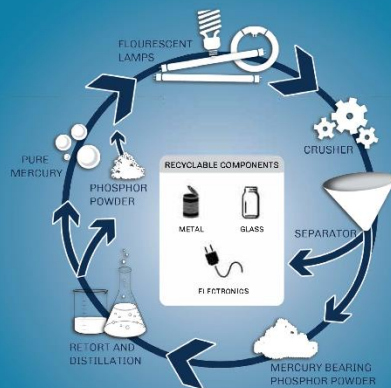 FLOURESCENT
LAMPS
CRUSHER
PURE
MERCURY
PHOSPHOR
POWDER
RECYCLABLE COMPONENTS
METAL
GLASS
ELECTRONICS
SEPARATOR
RETORT AND
DISTILLATION
MERCURY BEARING
PHOSPHOR POWDER